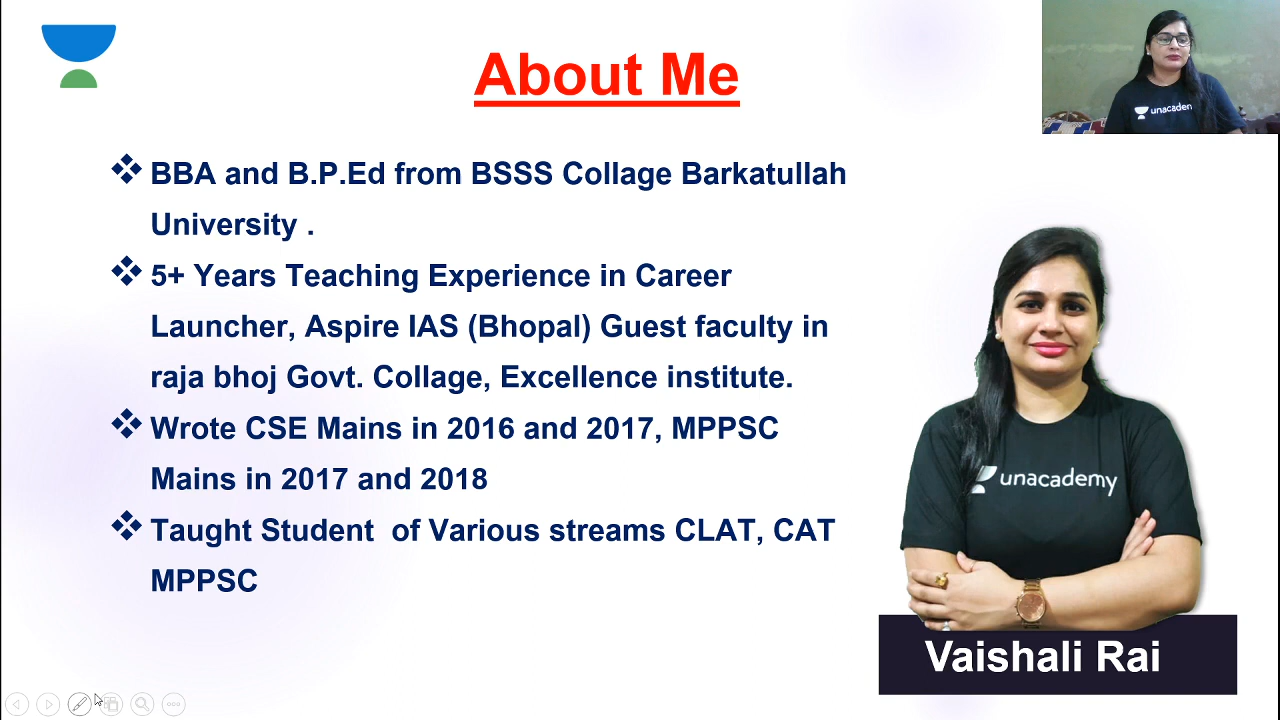 About Me
unacadem
❖ BBA and B.P.Ed from BSSS Collage Barkatullah
University .
❖ 5+ Years Teaching Experience in Career
Launcher, Aspire IAS (Bhopal) Guest faculty in
raja bhoj Govt. Collage, Excellence institute.
❖ Wrote CSE Mains in 2016 and 2017, MPPSC
Mains in 2017 and 2018
❖ Taught Student of Various streams CLAT, CAT
MPPSC
unacademy
Vaishali Rai